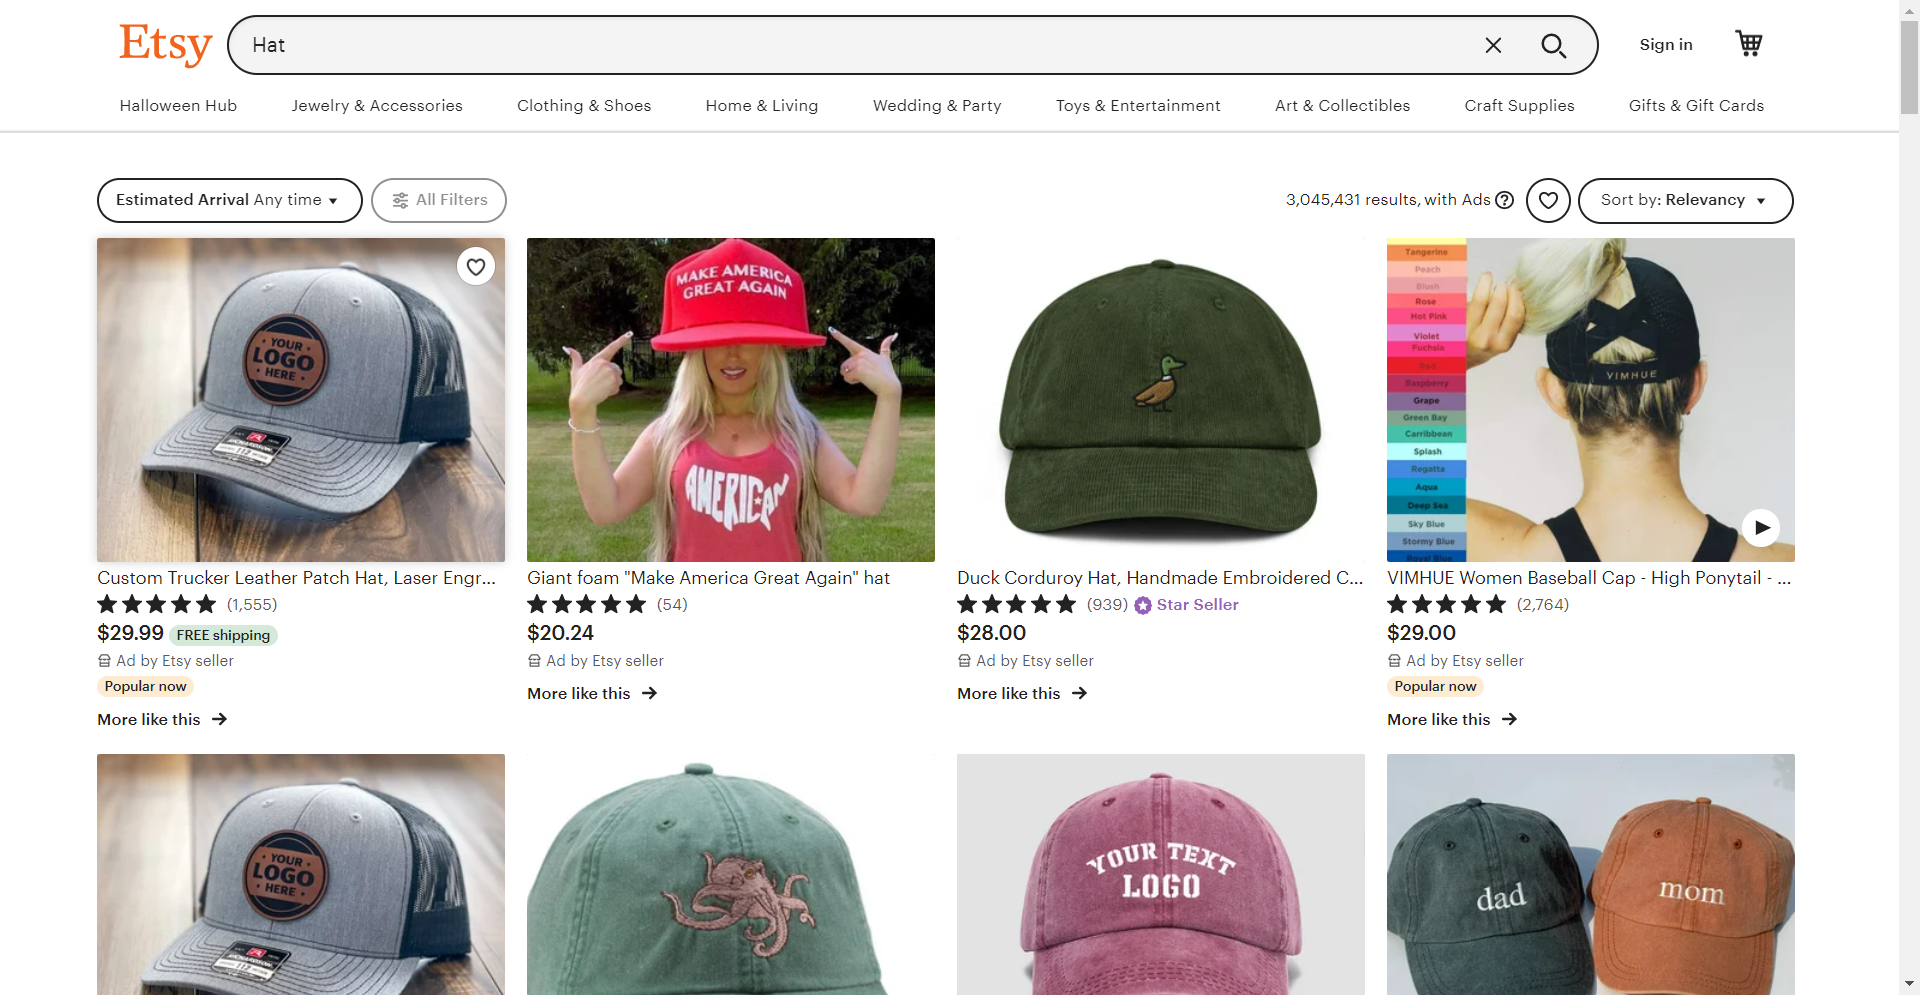 Etsy
Hat
Sign in
Halloween Hub
Jewelry & Accessories
Clothing & Shoes
Home & Living
Wedding & Party
Toys & Entertainment
Art & Collectibles
Craft Supplies
Gifts & Gift Cards
Estimated Arrival Any time
All Filters
3,045,431 results, with Ads
Sort by: Relevancy
YOUR
LOGO
HERE
RICHARDSON
112
MAKE AMERICA
GREAT AGAIN
AMERICAN
Tangerine
Peach
Blush
Rose
Hot Pink
Violet
Fuchsia
Red
Raspberry
Grape
Green Bay
Carribbean
Splash
Regatta
Aqua
Deep Sea
Sky Blue
Stormy Blue
Royal Blue
VIMHUE
Custom Trucker Leather Patch Hat, Laser Engr...
(1,555)
$29.99 FREE shipping
Ad by Etsy seller
Popular now
More like this
Giant foam "Make America Great Again" hat
(54)
$20.24
Ad by Etsy seller
More like this
Duck Corduroy Hat, Handmade Embroidered C...
(939) Star Seller
$28.00
Ad by Etsy seller
More like this
VIMHUE Women Baseball Cap - High Ponytail - ...
(2,764)
$29.00
Ad by Etsy seller
Popular now
More like this
YOUR
LOGO
HERE
RICHARDSON
112
YOUR TEXT
LOGO
dad
mom